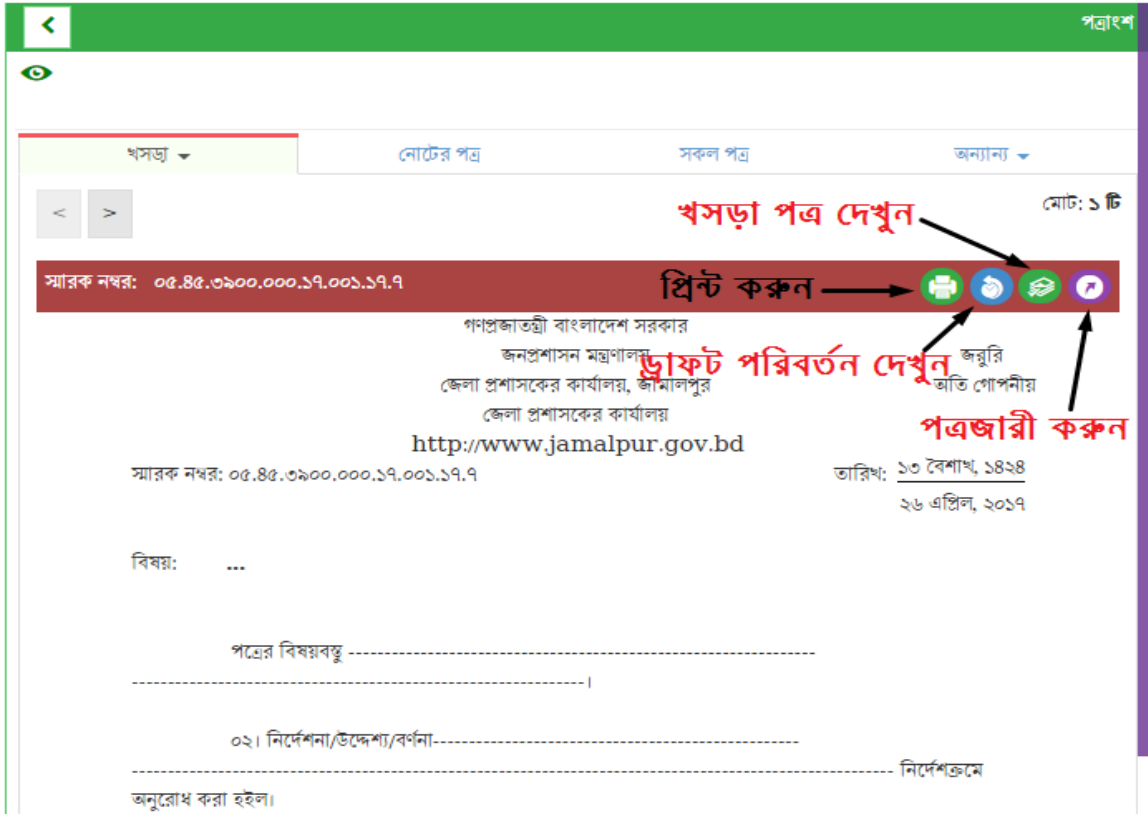 পত্রাংশ
খসড়া নোটের পত্র সকল পত্র অন্যান্য
< >
মোট: ১ টি
খসড়া পত্র দেখুন
স্মারক নম্বর: ০৫.৪৫.৩৯০০.০০০.১৭.০০১.১৭.৭
প্রিন্ট করুন
গণপ্রজাতন্ত্রী বাংলাদেশ সরকার
জনপ্রশাসন মন্ত্রণালয়
জরুরি
ড্রাফট পরিবর্তন দেখুন
জেলা প্রশাসকের কার্যালয়, জামালপুর
অতি গোপনীয়
জেলা প্রশাসকের কার্যালয়
পত্রজারী করুন
http://www.jamalpur.gov.bd
স্মারক নম্বর: ০৫.৪৫.৩৯০০.০০০.১৭.০০১.১৭.৭
তারিখ: ১৩ বৈশাখ, ১৪২৪
২৬ এপ্রিল, ২০১৭
বিষয়: ...
পত্রের বিষয়বস্তু -----------------------------------------------------------------
---------------------------------------------------------------।
০২। নির্দেশনা/উদ্দেশ্য/বর্ণনা---------------------------------------------------
---------------------------------------------------------------------------------------------------------- নির্দেশক্রমে
অনুরোধ করা হইল।